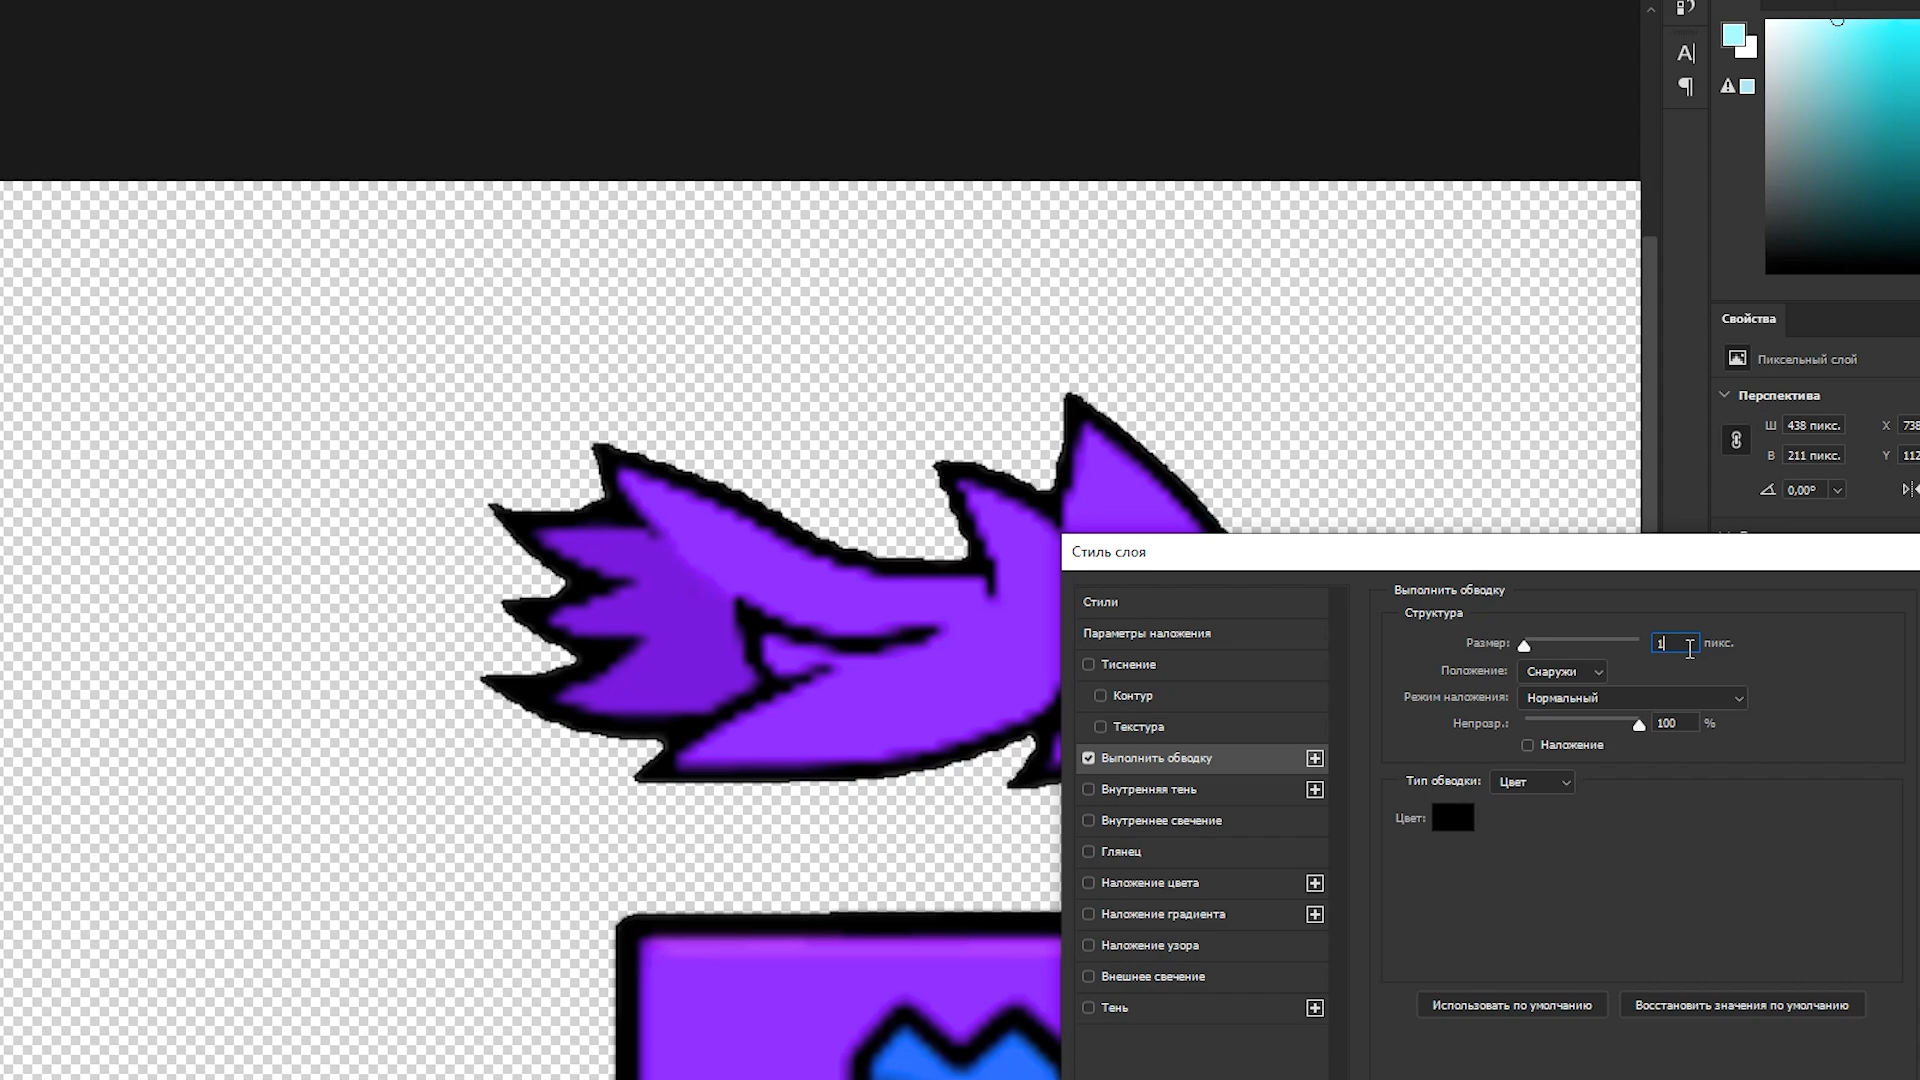 A|
¶
Свойства
Пиксельный слой
Перспектива
Ш 438 пикс. X 738
В 211 пикс. Y 112
0,00°
Стиль слоя
Стили
Параметры наложения
Тиснение
Контур
Текстура
Выполнить обводку
Внутренняя тень
Внутреннее свечение
Глянец
Наложение цвета
Наложение градиента
Наложение узора
Внешнее свечение
Тень
Выполнить обводку
Структура
Размер: 1 пикс.
Положение: Снаружи
Режим наложения: Нормальный
Непрозр.: 100 %
Наложение
Тип обводки: Цвет
Цвет:
Использовать по умолчанию
Восстановить значения по умолчанию